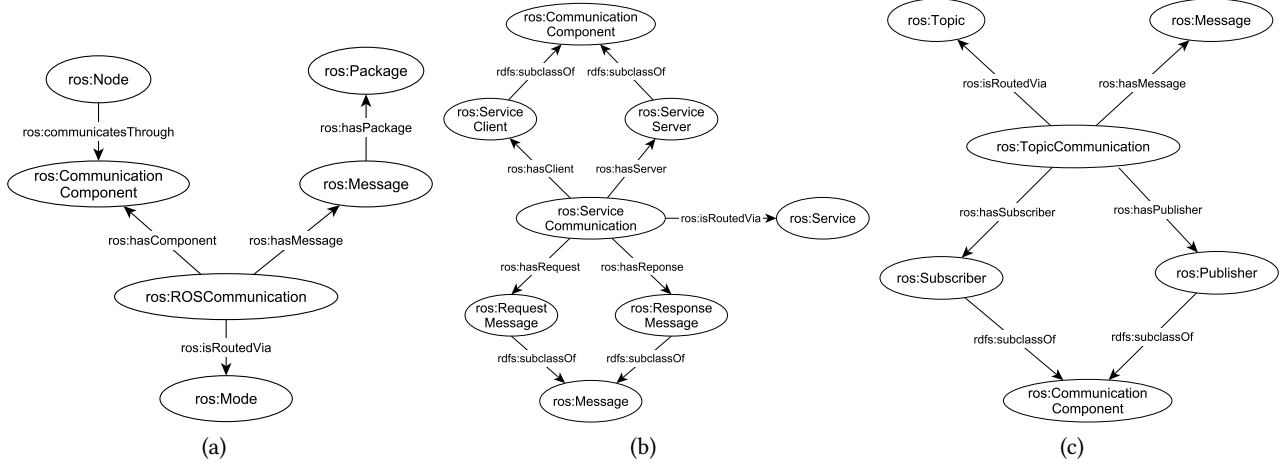 ros:Node
ros:communicatesThrough
ros:Communication
Component
ros:hasComponent
ros:Package
ros:hasPackage
ros:Message
ros:hasMessage
ros:ROSCommunication
ros:isRoutedVia
ros:Mode
(a)
ros:Communication
Component
rdfs:subclassOf
rdfs:subclassOf
ros:Service
Client
ros:Service
Server
ros:hasClient
ros:hasServer
ros:Service
Communication
ros:isRoutedVia
ros:Service
ros:hasRequest
ros:hasReponse
ros:Request
Message
ros:Response
Message
rdfs:subclassOf
rdfs:subclassOf
ros:Message
(b)
ros:Topic
ros:Message
ros:isRoutedVia
ros:hasMessage
ros:TopicCommunication
ros:hasSubscriber
ros:hasPublisher
ros:Subscriber
ros:Publisher
rdfs:subclassOf
rdfs:subclassOf
ros:Communication
Component
(c)